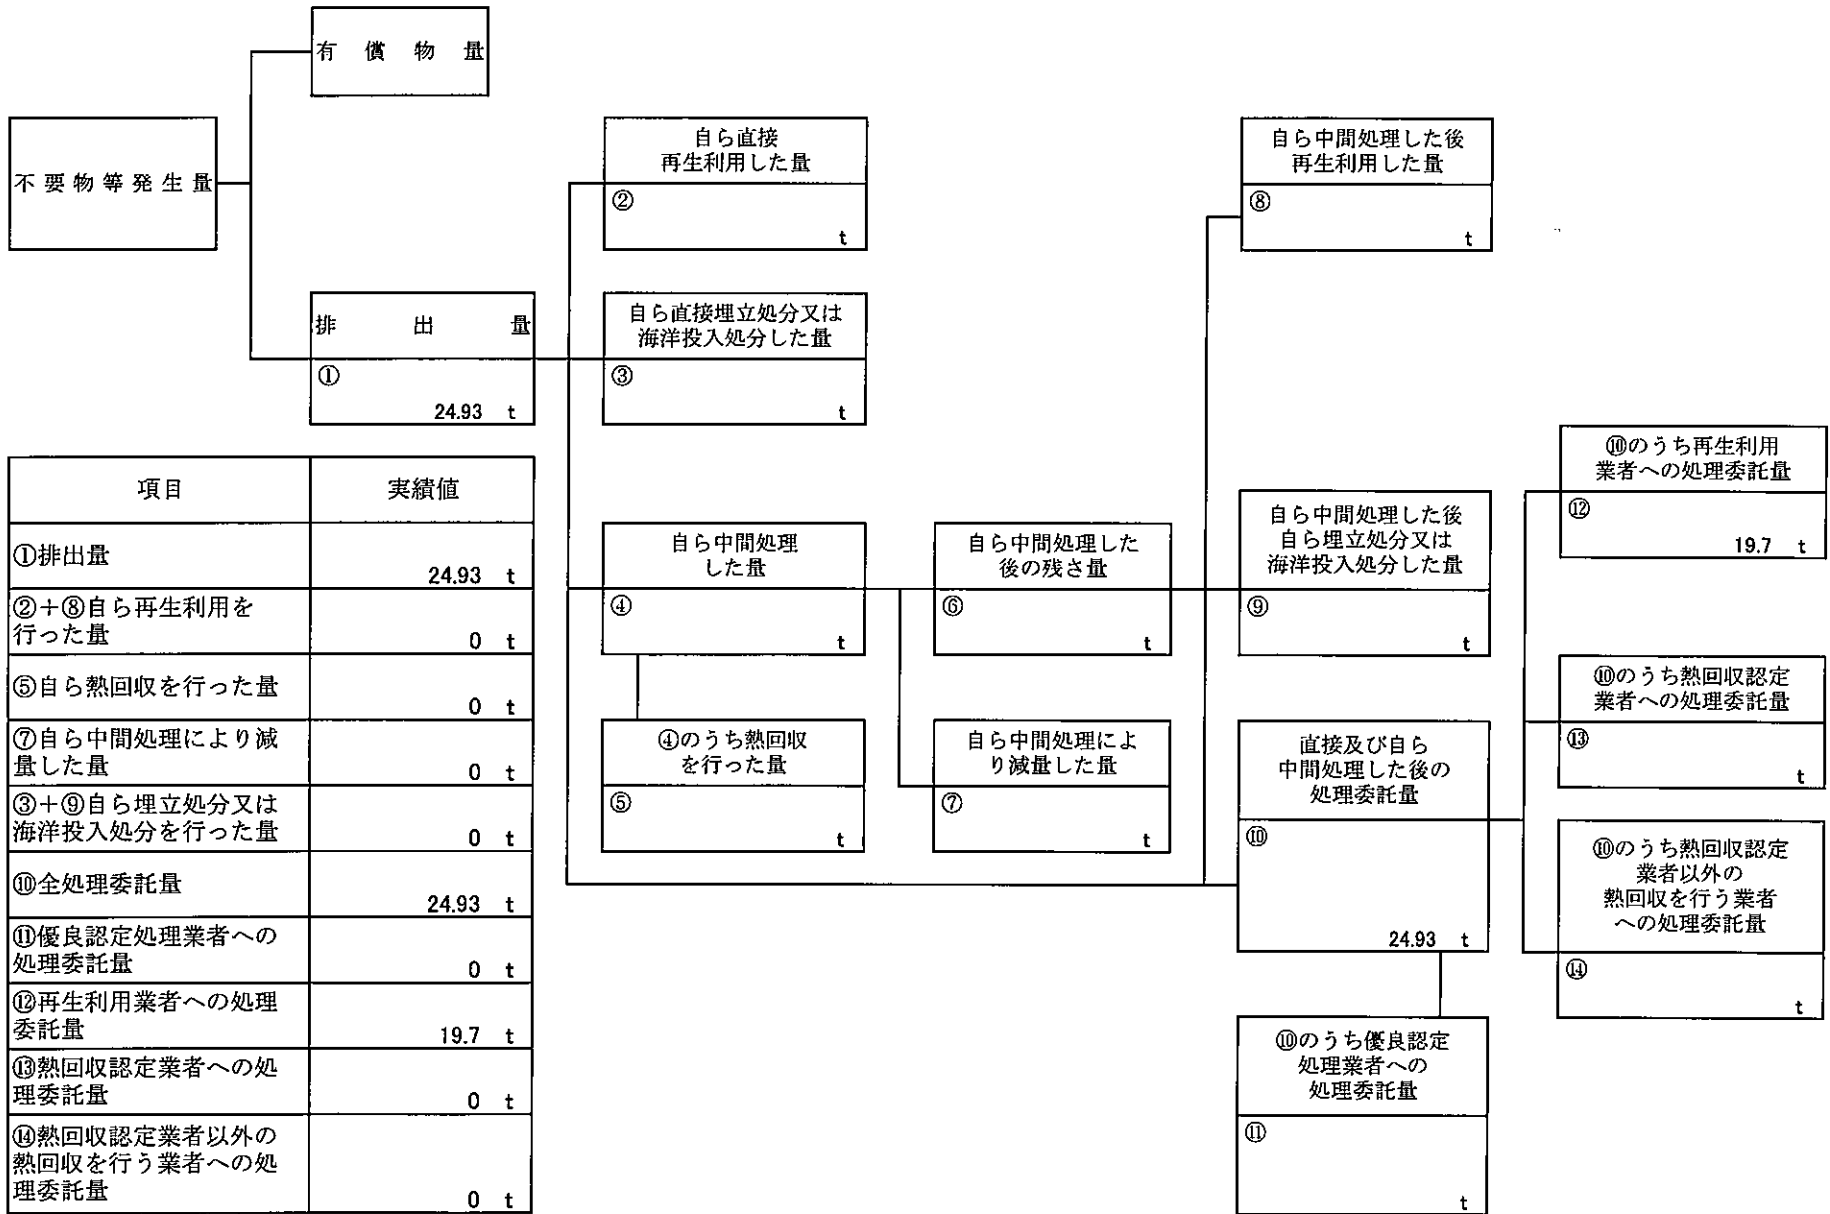 有償物量
不要物等発生量
排出量
①
24.93 t
自ら直接
再生利用した量
②
t
自ら直接埋立処分又は
海洋投入処分した量
③
t
自ら中間処理
した量
④
t
④のうち熱回収
を行った量
⑤
t
自ら中間処理した
後の残さ量
⑥
t
自ら中間処理によ
り減量した量
⑦
t
自ら中間処理した後
再生利用した量
⑧
t
自ら中間処理した後
自ら埋立処分又は
海洋投入処分した量
⑨
t
直接及び自ら
中間処理した後の
処理委託量
⑩
24.93 t
⑩のうち優良認定
処理業者への
処理委託量
⑪
t
⑩のうち再生利用
業者への処理委託量
⑫
19.7 t
⑩のうち熱回収認定
業者への処理委託量
⑬
t
⑩のうち熱回収認定
業者以外の
熱回収を行う業者
への処理委託量
⑭
t
項目 実績値
①排出量
24.93 t
②+⑧自ら再生利用を
行った量
0 t
⑤自ら熱回収を行った量
0 t
⑦自ら中間処理により減
量した量
0 t
③+⑨自ら埋立処分又は
海洋投入処分を行った量
0 t
⑩全処理委託量
24.93 t
⑪優良認定処理業者への
処理委託量
0 t
⑫再生利用業者への処理
委託量
19.7 t
⑬熱回収認定業者への処
理委託量
0 t
⑭熱回収認定業者以外の
熱回収を行う業者への処
理委託量
0 t